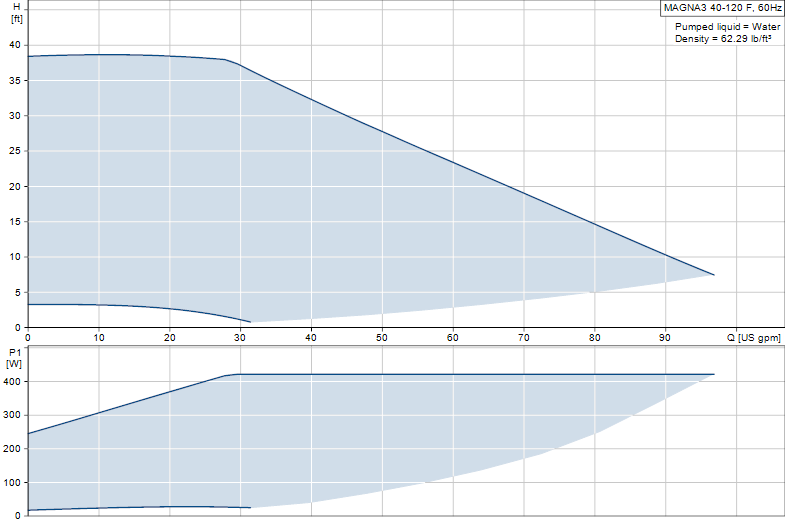 H
[ft]
MAGNA3 40-120 F, 60Hz
Pumped liquid = Water
Density = 62.29 lb/ft³
40
35
30
25
20
15
10
5
0
0 10 20 30 40 50 60 70 80 90 Q [US gpm]
P1
[W]
400
300
200
100
0